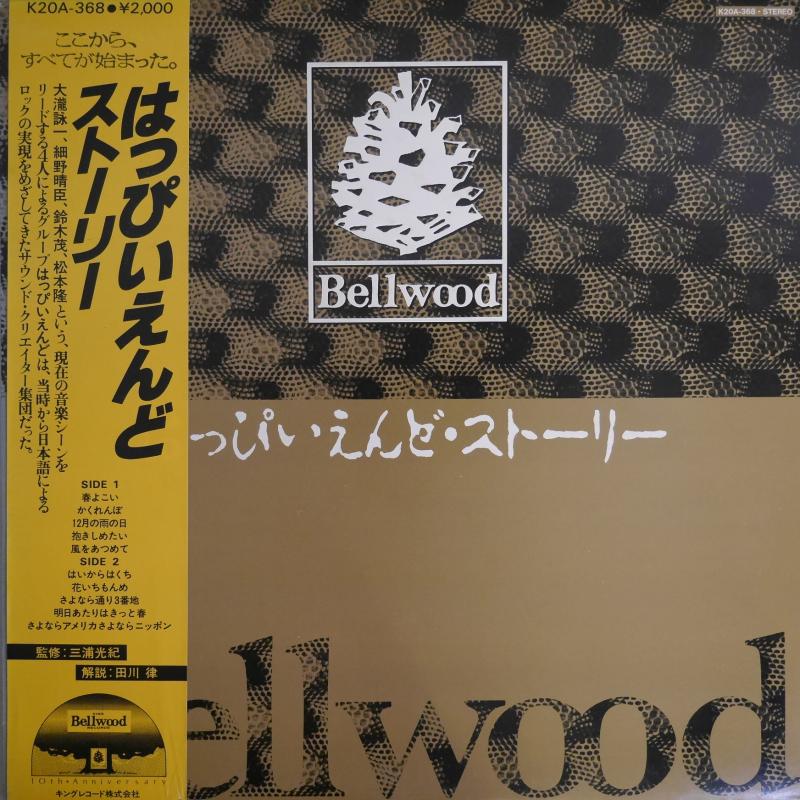 K20A-368●¥2,000
ここから、
すべてが始まった。
はっぴいえんど
ストーリー
大瀧詠一、細野晴臣、鈴木茂、松本隆という、現在の音楽シーンを
リードする4人によるグループはっぴいえんどは、当時から日本語による
ロックの実現をめざしてきたサウンド・クリエイター集団だった。
SIDE 1
春よこい
かくれんぼ
12月の雨の日
抱きしめたい
風をあつめて
SIDE 2
はいからはくち
花いちもんめ
さよなら通り3番地
明日あたりはきっと春
さよならアメリカさよならニッポン
監修:三浦光紀
解説:田川 律
Bellwood
RECORDS
10th・Anniversary
キングレコード株式会社
K20A-368・STEREO
Bellwood
っぴいえんど・ストーリー
ellwood